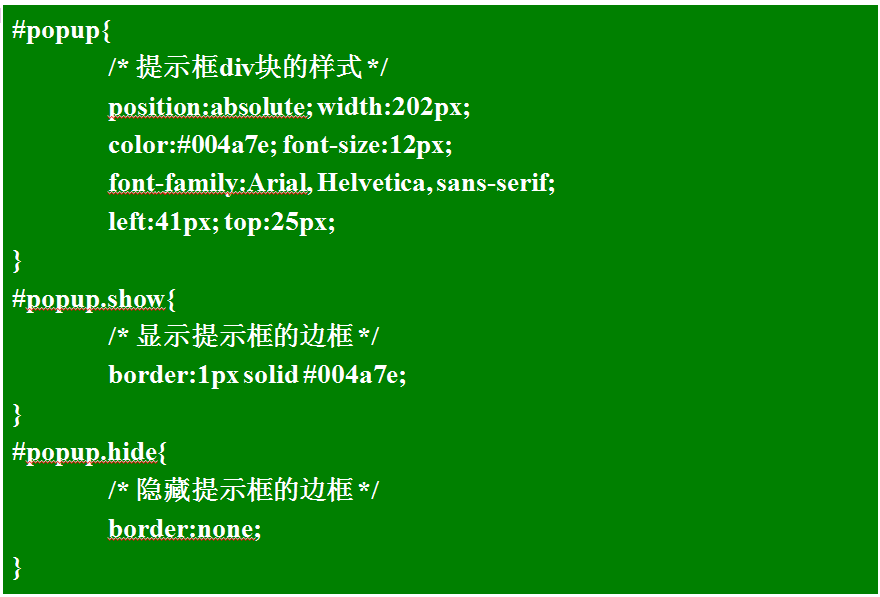 #popup{
/* 提示框div块的样式 */
position:absolute; width:202px;
color:#004a7e; font-size:12px;
font-family:Arial, Helvetica, sans-serif;
left:41px; top:25px;
}
#popup.show{
/* 显示提示框的边框 */
border:1px solid #004a7e;
}
#popup.hide{
/* 隐藏提示框的边框 */
border:none;
}